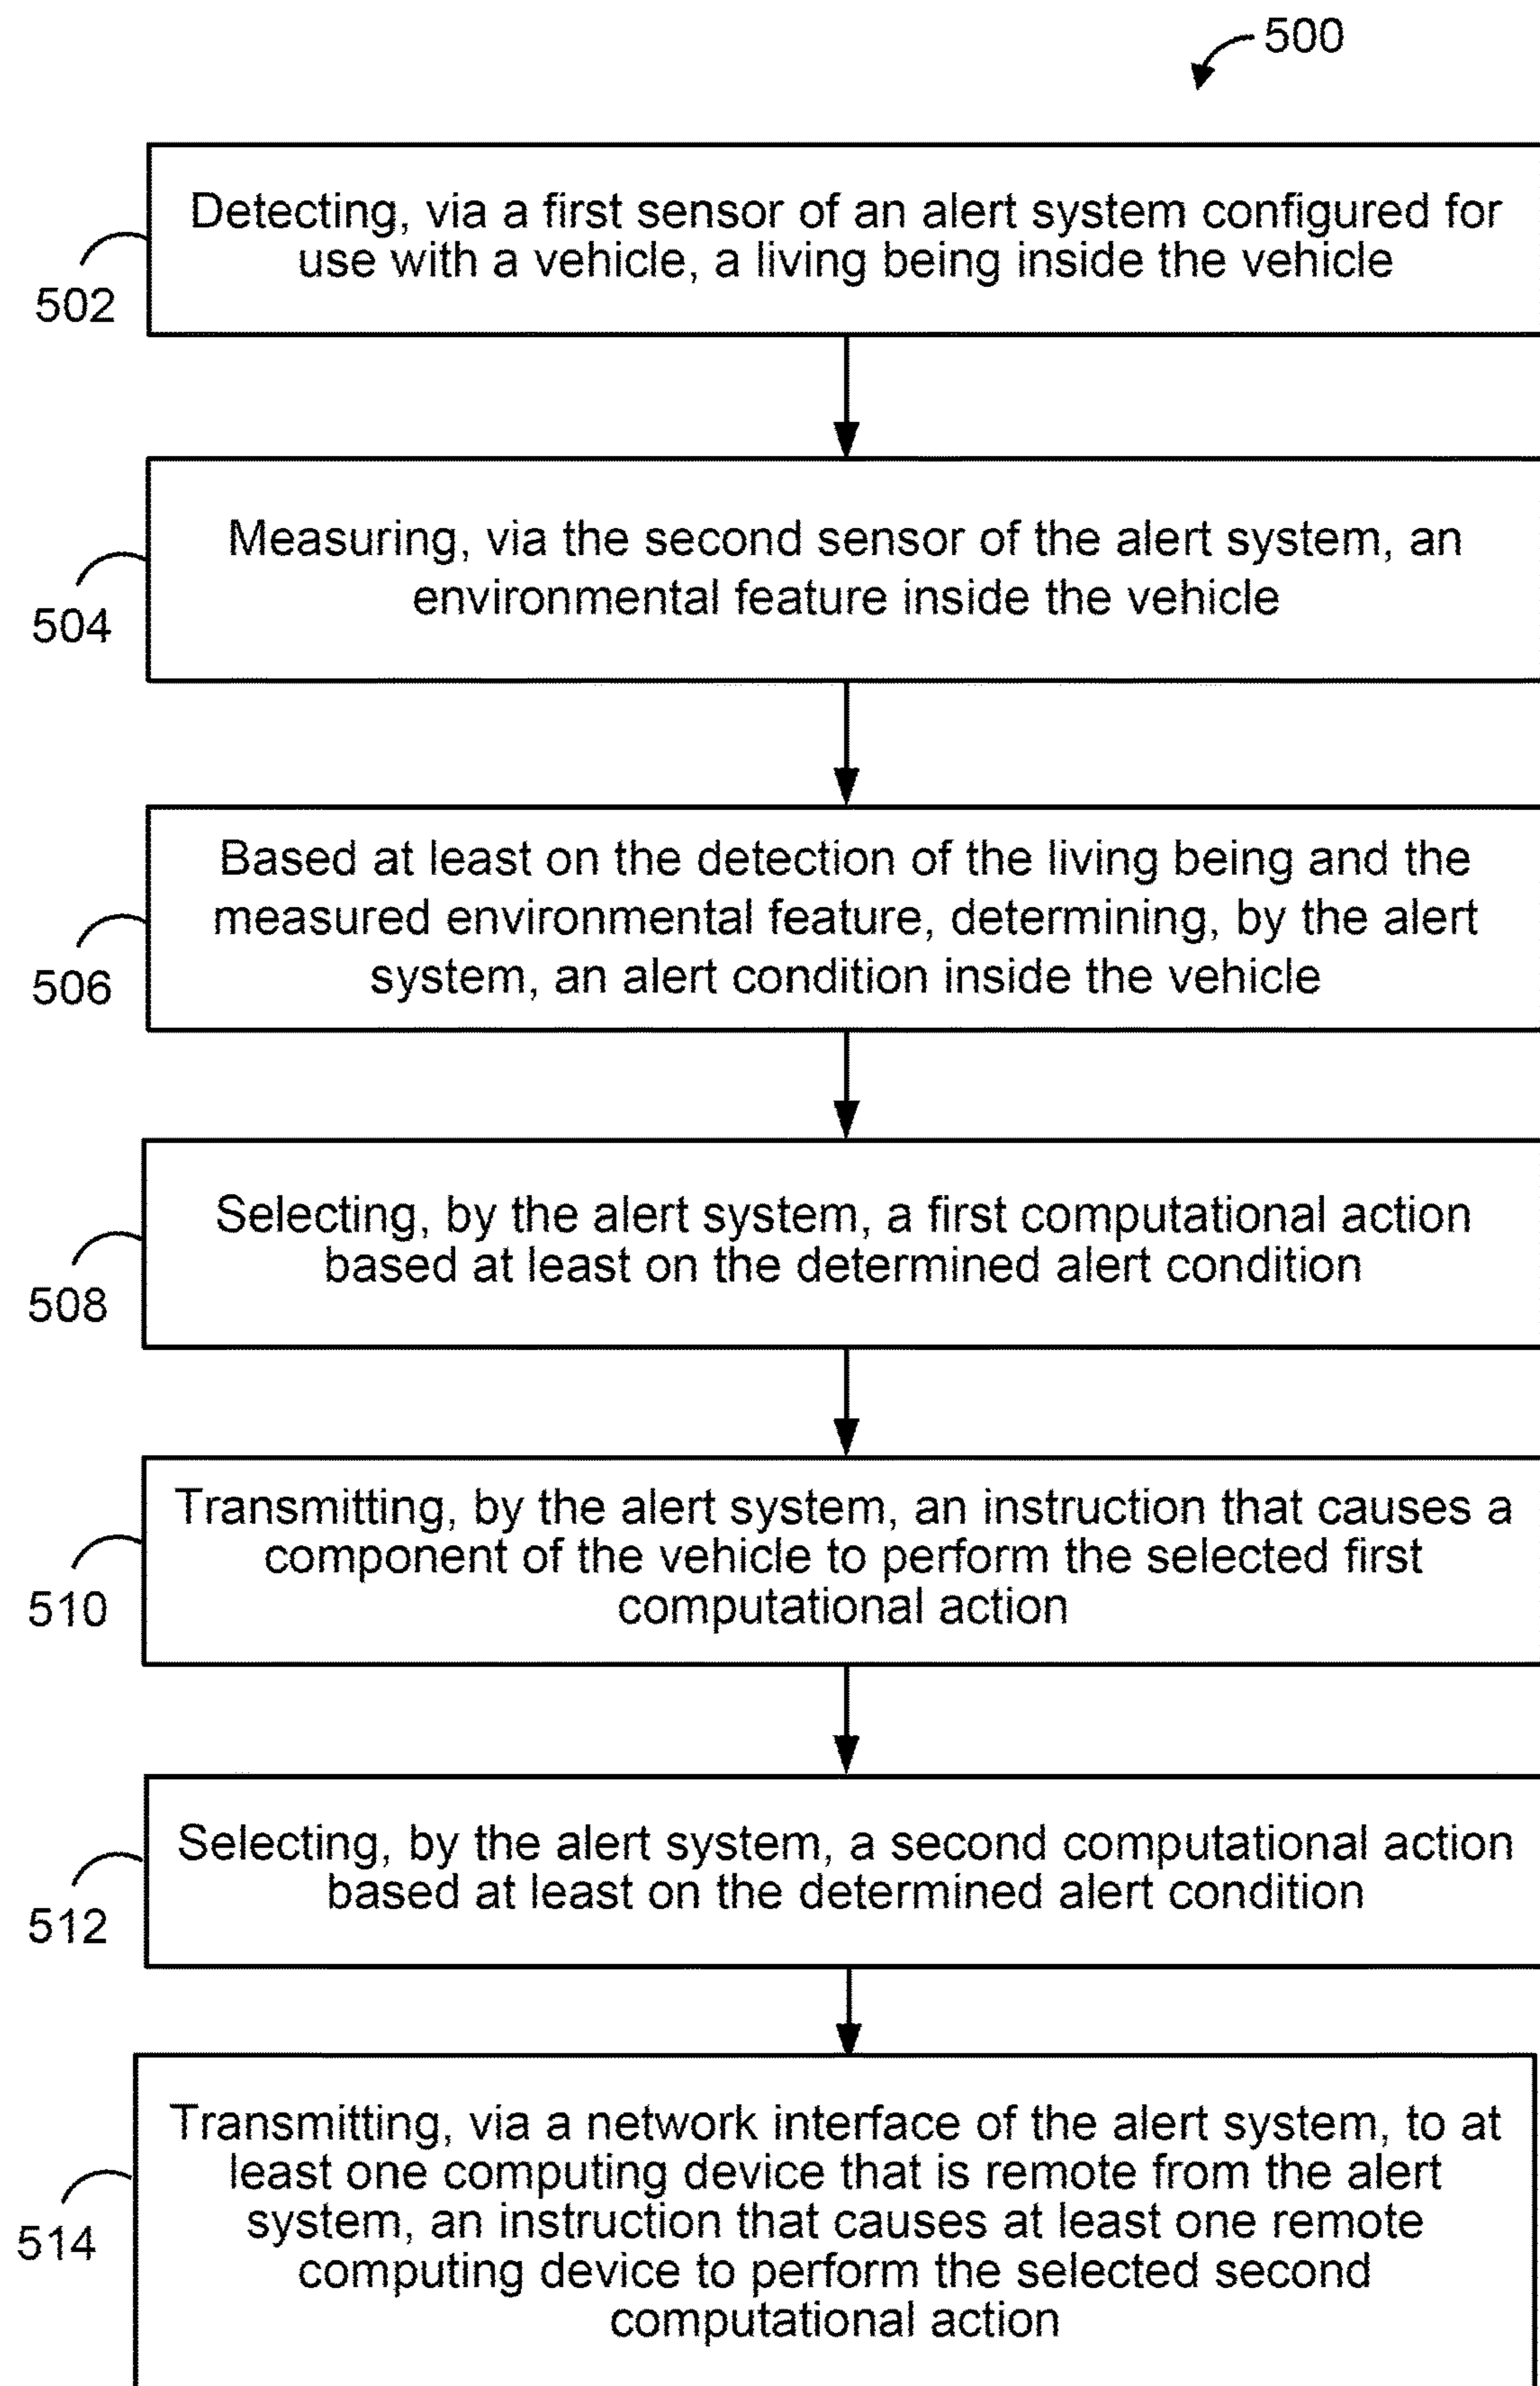 500
Detecting, via a first sensor of an alert system configured for
use with a vehicle, a living being inside the vehicle
502
Measuring, via the second sensor of the alert system, an
environmental feature inside the vehicle
504
Based at least on the detection of the living being and the
measured environmental feature, determining, by the alert
system, an alert condition inside the vehicle
506
Selecting, by the alert system, a first computational action
based at least on the determined alert condition
508
Transmitting, by the alert system, an instruction that causes a
component of the vehicle to perform the selected first
computational action
510
Selecting, by the alert system, a second computational action
based at least on the determined alert condition
512
Transmitting, via a network interface of the alert system, to at
least one computing device that is remote from the alert
system, an instruction that causes at least one remote
computing device to perform the selected second
computational action
514